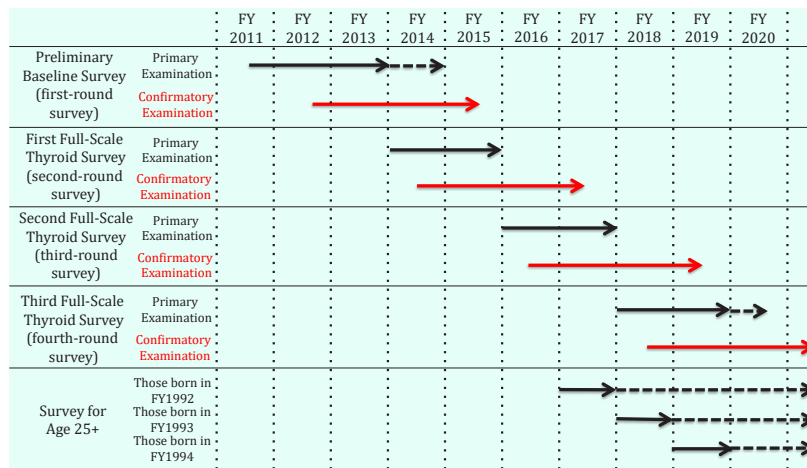 FY 2011
FY 2012
FY 2013
FY 2014
FY 2015
FY 2016
FY 2017
FY 2018
FY 2019
FY 2020
Preliminary
Baseline Survey
(first-round
survey)
Primary
Examination
Confirmatory
Examination
First Full-Scale
Thyroid Survey
(second-round
survey)
Primary
Examination
Confirmatory
Examination
Second Full-Scale
Thyroid Survey
(third-round
survey)
Primary
Examination
Confirmatory
Examination
Third Full-Scale
Thyroid Survey
(fourth-round
survey)
Primary
Examination
Confirmatory
Examination
Survey for
Age 25+
Those born in
FY1992
Those born in
FY1993
Those born in
FY1994